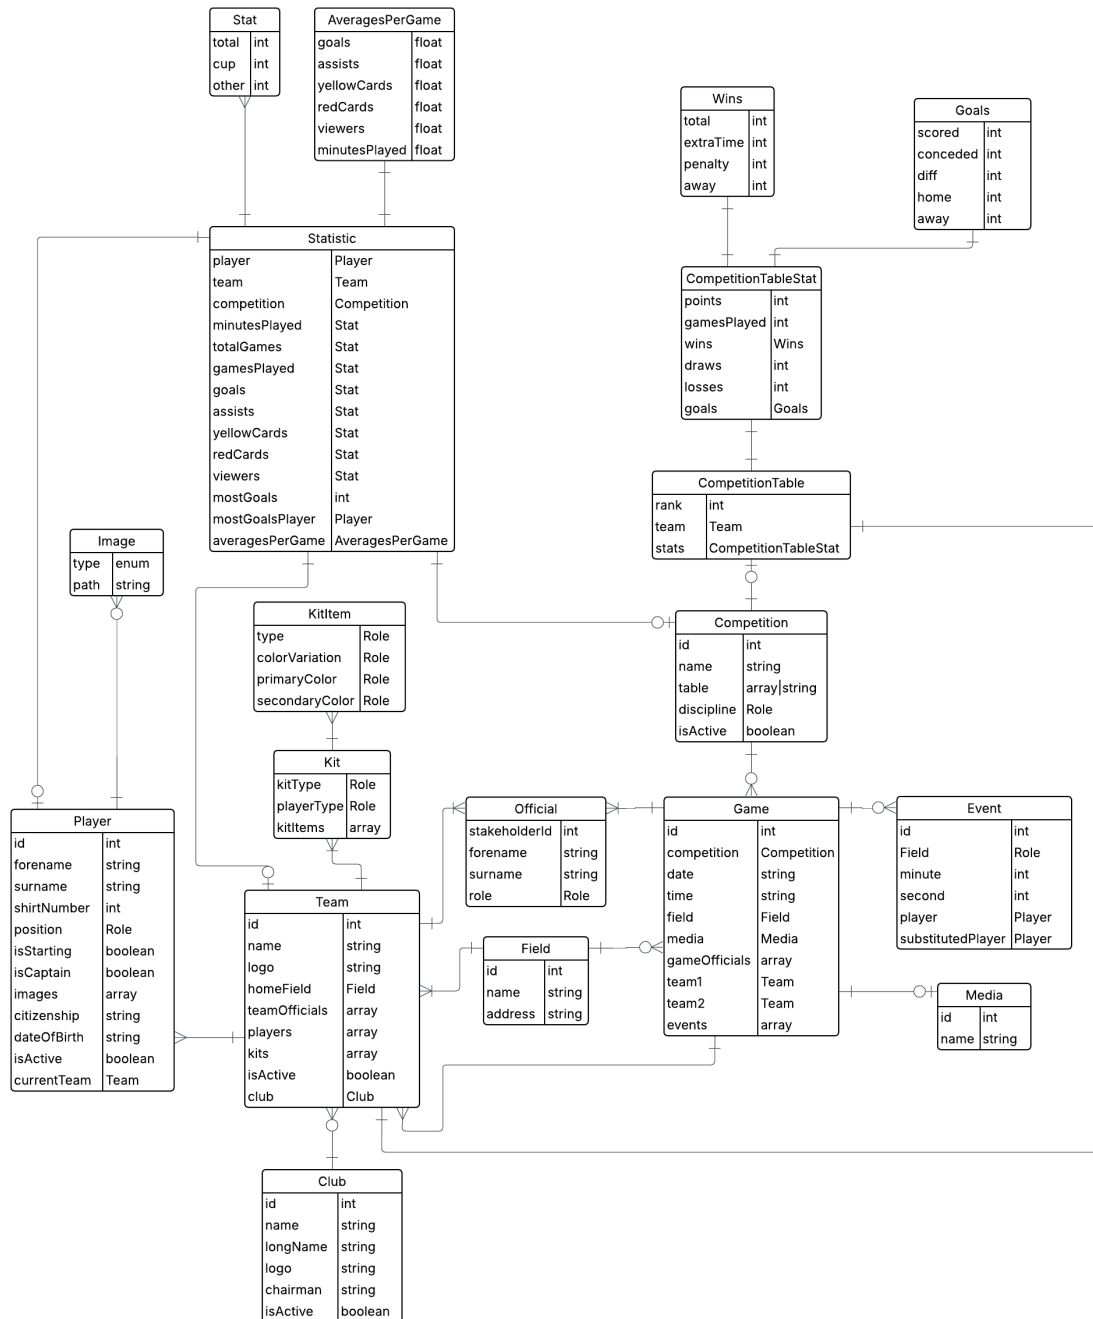 Stat
total int
cup int
other int
AveragesPerGame
goals float
assists float
yellowCards float
redCards float
viewers float
minutesPlayed float
Wins
total int
extraTime int
penalty int
away int
Goals
scored int
conceded int
diff int
home int
away int
Statistic
player Player
team Team
competition Competition
minutesPlayed Stat
totalGames Stat
gamesPlayed Stat
goals Stat
assists Stat
yellowCards Stat
redCards Stat
viewers Stat
mostGoals int
mostGoalsPlayer Player
averagesPerGame AveragesPerGame
CompetitionTableStat
points int
gamesPlayed int
wins Wins
draws int
losses int
goals Goals
CompetitionTable
rank int
team Team
stats CompetitionTableStat
Image
type enum
path string
KitItem
type Role
colorVariation Role
primaryColor Role
secondaryColor Role
Competition
id int
name string
table array|string
discipline Role
isActive boolean
Kit
kitType Role
playerType Role
kitItems array
Player
id int
forename string
surname string
shirtNumber int
position Role
isStarting boolean
isCaptain boolean
images array
citizenship string
dateOfBirth string
isActive boolean
currentTeam Team
Official
stakeholderId int
forename string
surname string
role Role
Game
id int
competition Competition
date string
time string
field Field
media Media
gameOfficials array
team1 Team
team2 Team
events array
Event
id int
Field Role
minute int
second int
player Player
substitutedPlayer Player
Team
id int
name string
logo string
homeField Field
teamOfficials array
players array
kits array
isActive boolean
club Club
Field
id int
name string
address string
Media
id int
name string
Club
id int
name string
longName string
logo string
chairman string
isActive boolean